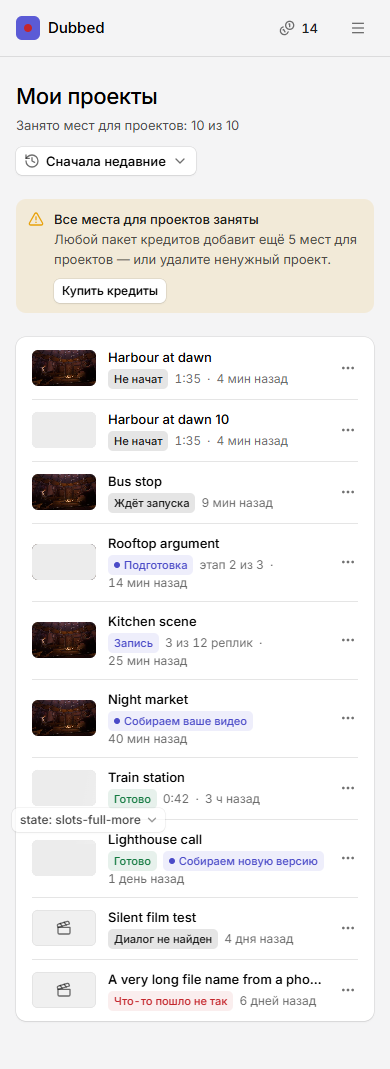 Dubbed
14
Мои проекты
Занято мест для проектов: 10 из 10
Сначала недавние
Все места для проектов заняты
Любой пакет кредитов добавит ещё 5 мест для
проектов — или удалите ненужный проект.
Купить кредиты
Harbour at dawn
Не начат 1:35 · 4 мин назад
Harbour at dawn 10
Не начат 1:35 · 4 мин назад
Bus stop
Ждёт запуска 9 мин назад
Rooftop argument
Подготовка этап 2 из 3 ·
14 мин назад
Kitchen scene
Запись 3 из 12 реплик ·
25 мин назад
Night market
Собираем ваше видео
40 мин назад
Train station
Готово 0:42 · 3 ч назад
state: slots-full-more
Lighthouse call
Готово Собираем новую версию
1 день назад
Silent film test
Диалог не найден 4 дня назад
A very long file name from a pho...
Что-то пошло не так 6 дней назад